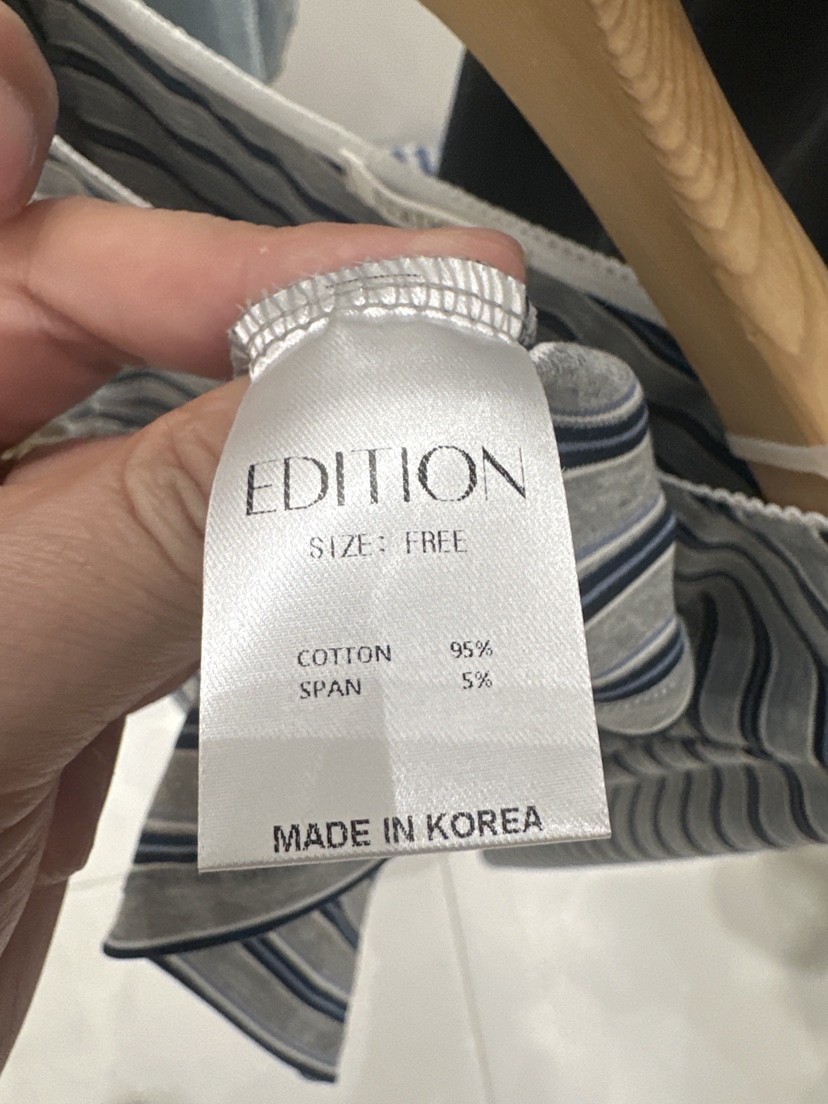 EDITION
SIZE: FREE
COTTON 95%
SPAN 5%
MADE IN KOREA